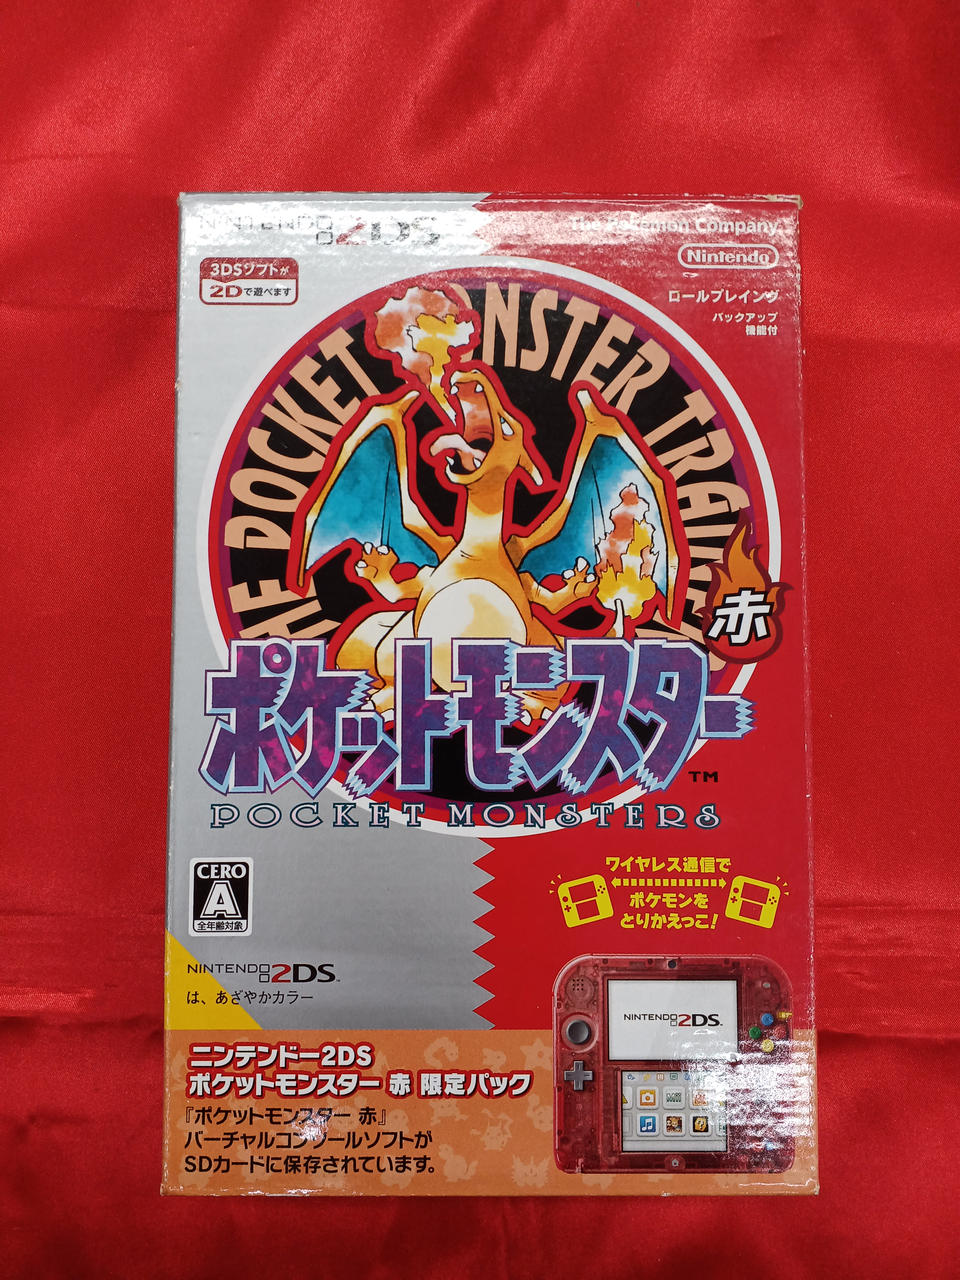 NINTENDO 2DS
The Pokémon Company
Nintendo
3DSソフトが
2Dで遊べます
ロールプレイング
バックアップ
機能付
THE POCKET MONSTER TRAINER
赤
ポケットモンスター
TM
POCKET MONSTERS
CERO
A
全年齢対象
ワイヤレス通信で
ポケモンを
とりかえっこ!
NINTENDO 2DS™
は、あざやかカラー
NINTENDO 2DS™
ニンテンドー2DS
ポケットモンスター 赤 限定パック
『ポケットモンスター 赤』
バーチャルコンソールソフトが
SDカードに保存されています。